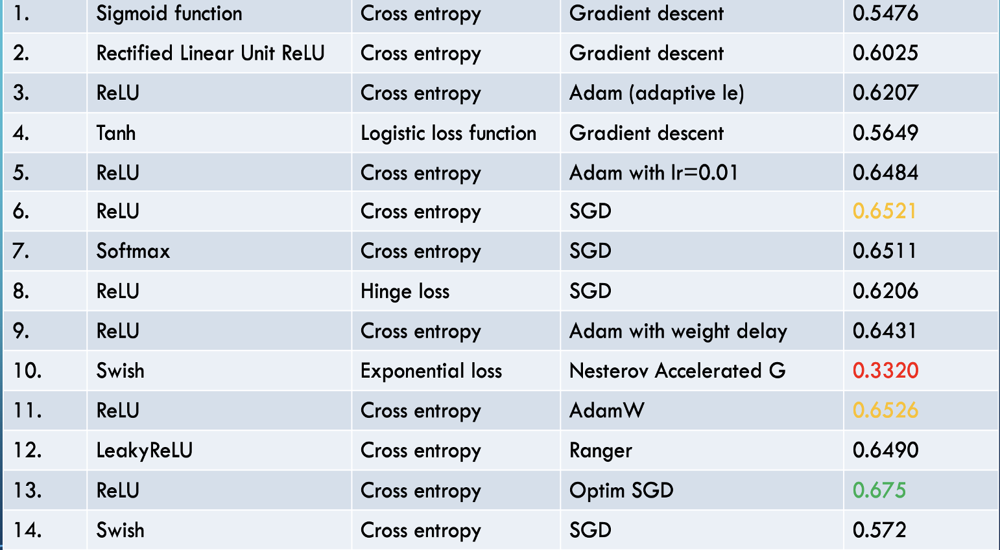 1. Sigmoid function Cross entropy Gradient descent 0.5476
2. Rectified Linear Unit ReLU Cross entropy Gradient descent 0.6025
3. ReLU Cross entropy Adam (adaptive le) 0.6207
4. Tanh Logistic loss function Gradient descent 0.5649
5. ReLU Cross entropy Adam with lr=0.01 0.6484
6. ReLU Cross entropy SGD 0.6521
7. Softmax Cross entropy SGD 0.6511
8. ReLU Hinge loss SGD 0.6206
9. ReLU Cross entropy Adam with weight delay 0.6431
10. Swish Exponential loss Nesterov Accelerated G 0.3320
11. ReLU Cross entropy AdamW 0.6526
12. LeakyReLU Cross entropy Ranger 0.6490
13. ReLU Cross entropy Optim SGD 0.675
14. Swish Cross entropy SGD 0.572